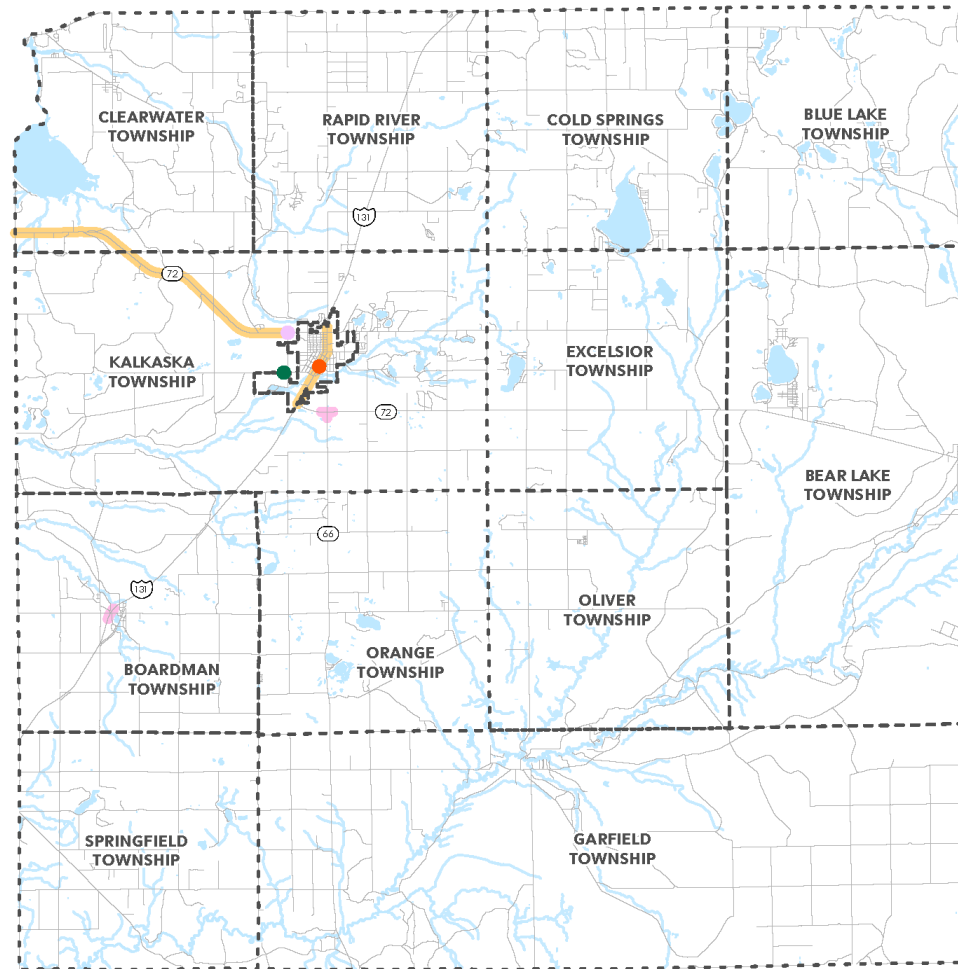 CLEARWATER
TOWNSHIP
RAPID RIVER
TOWNSHIP
COLD SPRINGS
TOWNSHIP
BLUE LAKE
TOWNSHIP
131
72
KALKASKA
TOWNSHIP
EXCELSIOR
TOWNSHIP
72
BEAR LAKE
TOWNSHIP
66
131
OLIVER
TOWNSHIP
BOARDMAN
TOWNSHIP
ORANGE
TOWNSHIP
SPRINGFIELD
TOWNSHIP
GARFIELD
TOWNSHIP